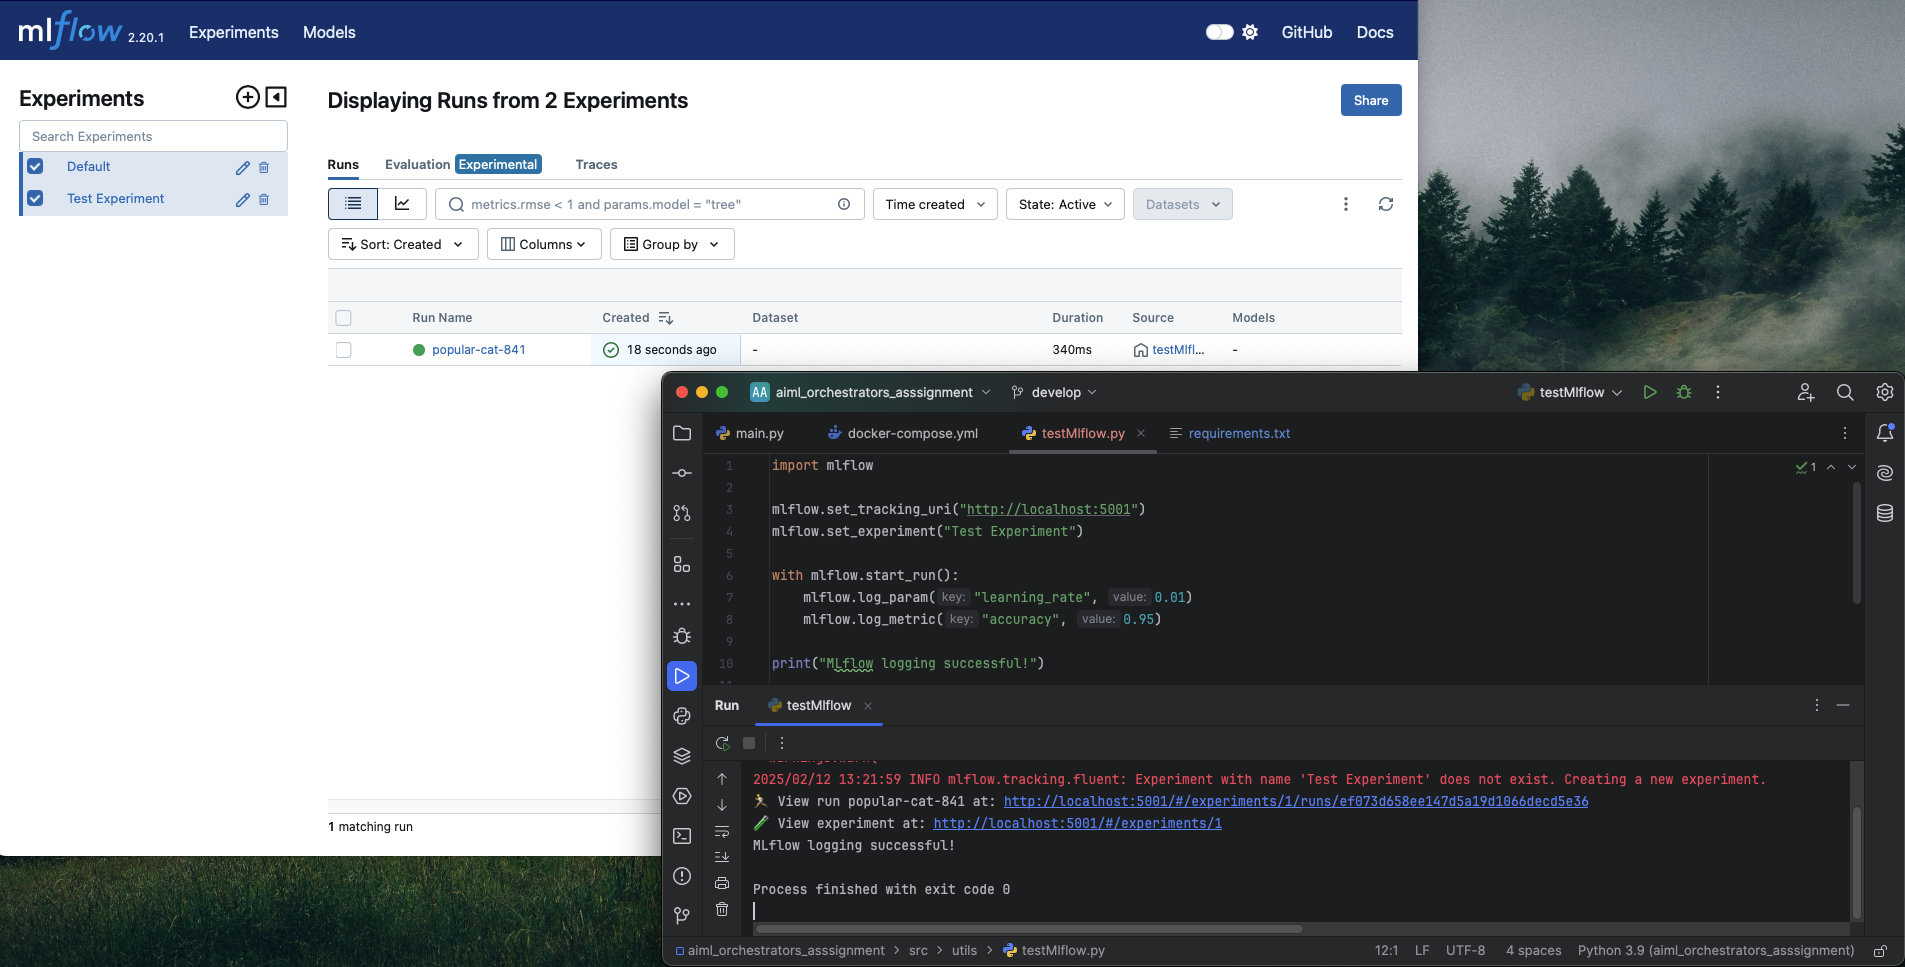 mlflow 2.20.1 Experiments Models GitHub Docs
Experiments
Search Experiments
Default
Test Experiment
Displaying Runs from 2 Experiments
Share
Runs Evaluation Experimental Traces
metrics.rmse < 1 and params.model = "tree" Time created State: Active Datasets
Sort: Created Columns Group by
Run Name Created Dataset Duration Source Models
popular-cat-841 18 seconds ago - 340ms testMlfl... -
1 matching run
AA aiml_orchestrators_asssignment develop testMlflow
main.py docker-compose.yml testMlflow.py requirements.txt
1 import mlflow
1
2
3 mlflow.set_tracking_uri("http://localhost:5001")
4 mlflow.set_experiment("Test Experiment")
5
6 with mlflow.start_run():
7 mlflow.log_param( key: "learning_rate", value: 0.01)
8 mlflow.log_metric( key: "accuracy", value: 0.95)
9
10 print("MLflow logging successful!")
Run testMlflow
2025/02/12 13:21:59 INFO mlflow.tracking.fluent: Experiment with name 'Test Experiment' does not exist. Creating a new experiment.
🏃 View run popular-cat-841 at: http://localhost:5001/#/experiments/1/runs/ef073d658ee147d5a19d1066decd5e36
🧪 View experiment at: http://localhost:5001/#/experiments/1
MLflow logging successful!
Process finished with exit code 0
aiml_orchestrators_asssignment > src > utils > testMlflow.py 12:1 LF UTF-8 4 spaces Python 3.9 (aiml_orchestrators_asssignment)